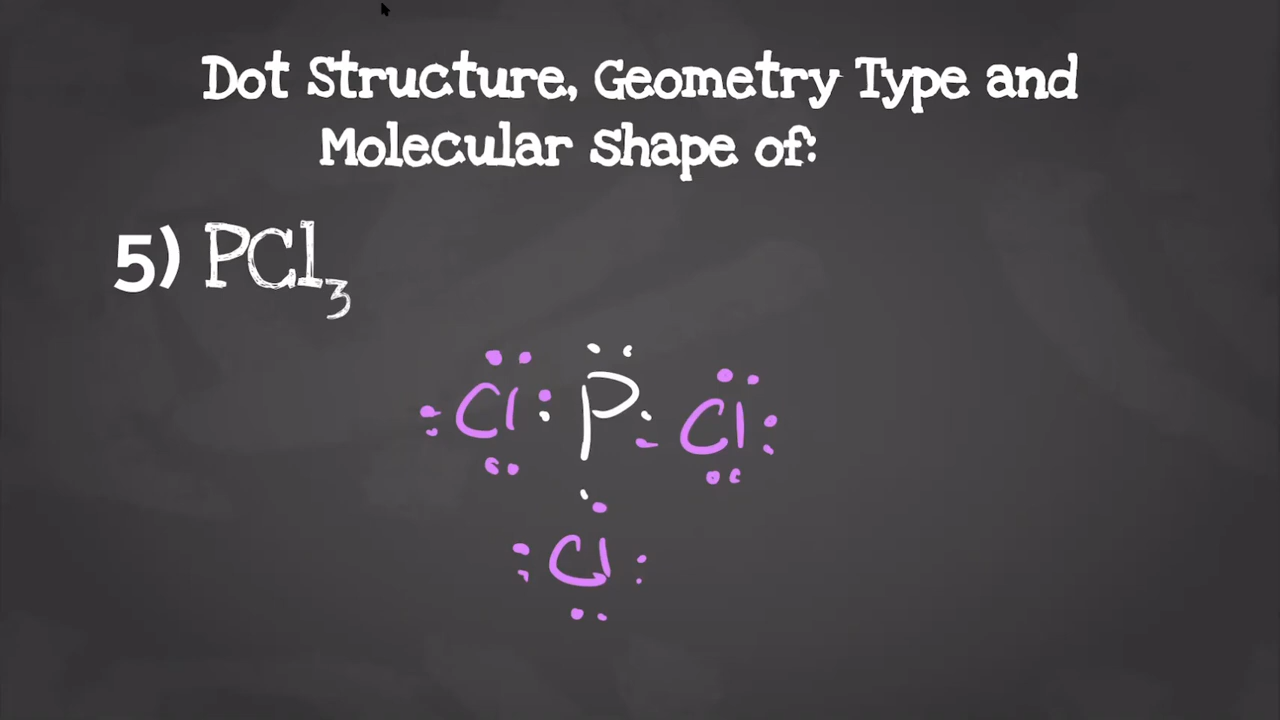 Dot Structure, Geometry Type and
Molecular Shape of:
5) PCl₃
Cl P Cl
Cl